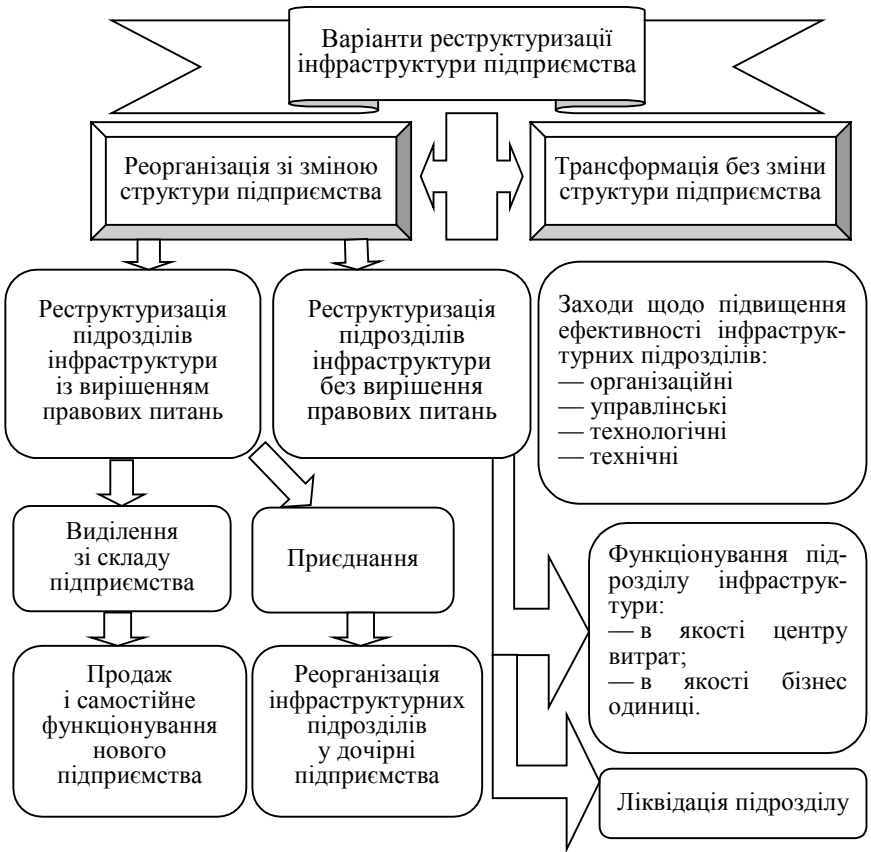 Варіанти реструктуризації
інфраструктури підприємства
Реорганізація зі зміною
структури підприємства
Трансформація без зміни
структури підприємства
Реструктуризація
підрозділів
інфраструктури
із вирішенням
правових питань
Реструктуризація
підрозділів
інфраструктури
без вирішення
правових питань
Заходи щодо підвищення
ефективності інфраструк-
турних підрозділів:
— організаційні
— управлінські
— технологічні
— технічні
Виділення
зі складу
підприємства
Приєднання
Функціонування під-
розділу інфраструк-
тури:
— в якості центру
витрат;
— в якості бізнес
одиниці.
Продаж
і самостійне
функціонування
нового
підприємства
Реорганізація
інфраструктурних
підрозділів
у дочірні
підприємства
Ліквідація підрозділу